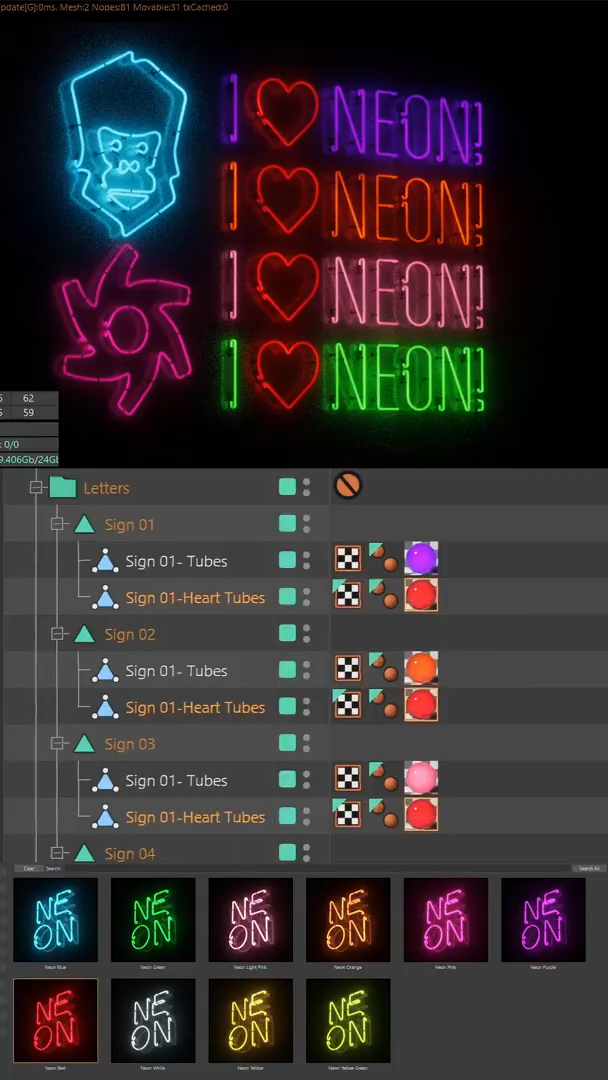 pdate[G]:0ms. Mesh:2 Nodes:81 Movable:31 txCached:0
I ❤ NEON!
I ❤ NEON!
I ❤ NEON!
I ❤ NEON!
62
59
: 0/0
9.406Gb/24Gb
Letters
Sign 01
Sign 01- Tubes
Sign 01-Heart Tubes
Sign 02
Sign 01- Tubes
Sign 01-Heart Tubes
Sign 03
Sign 01- Tubes
Sign 01-Heart Tubes
Sign 04
Clear Search: Search All
NE ON NE ON NE ON NE ON NE ON NE ON
Neon Blue Neon Green Neon Light Pink Neon Orange Neon Pink Neon Purple
NE ON NE ON NE ON NE ON
Neon Red Neon White Neon Yellow Neon Yellow Green